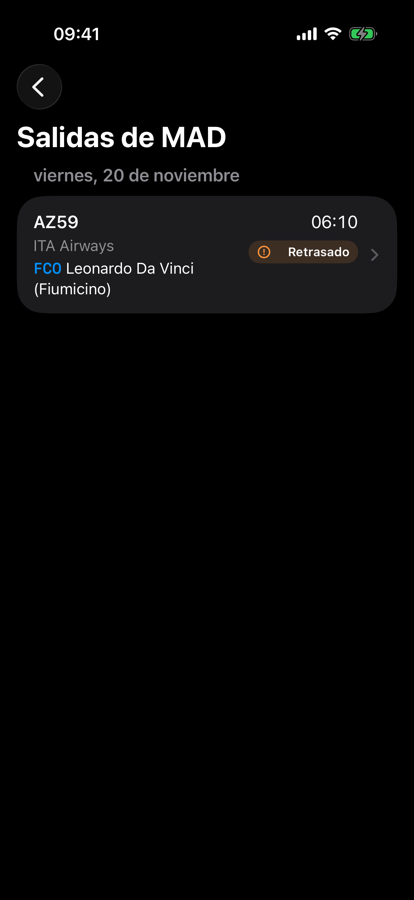 09:41
Salidas de MAD
viernes, 20 de noviembre
AZ59
06:10
ITA Airways
Retrasado
FCO Leonardo Da Vinci
(Fiumicino)